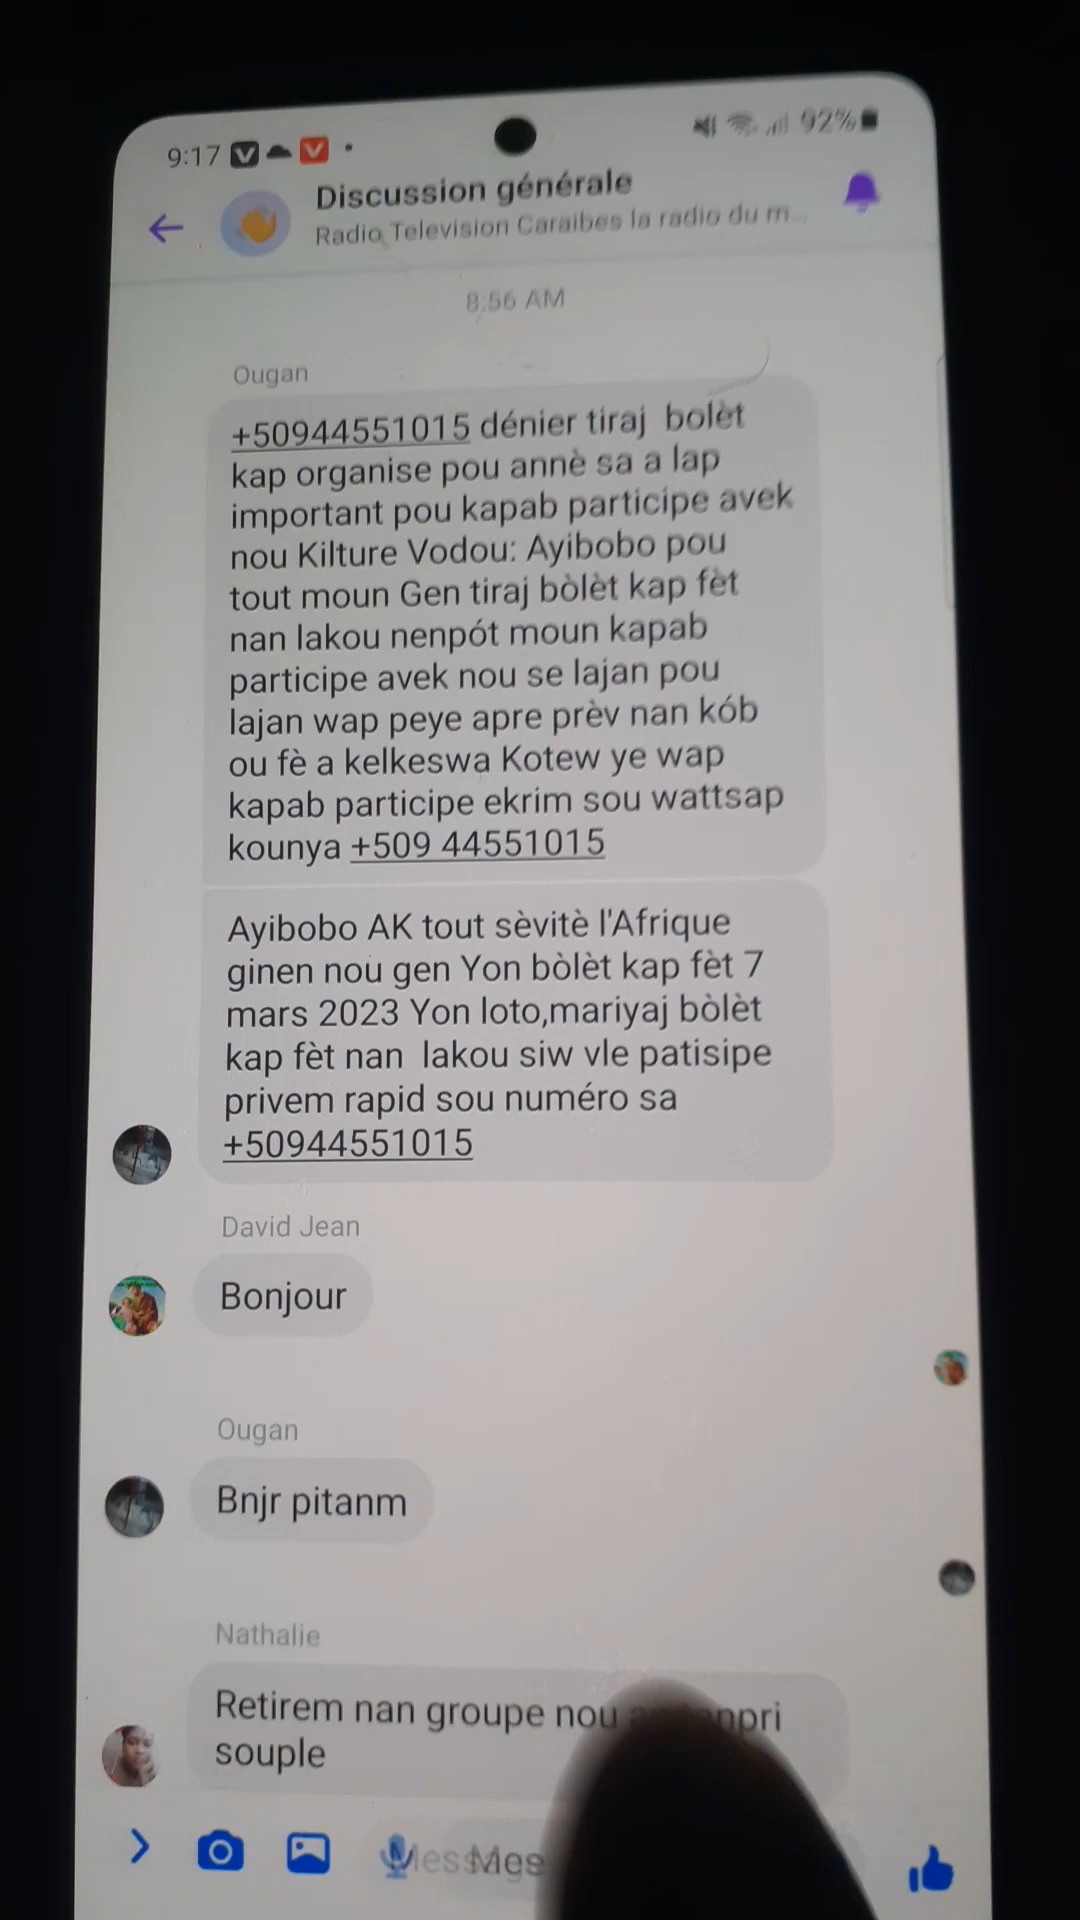 9:17
92%
Discussion générale
Radio Television Caraibes la radio du m...
8:56 AM
Ougan
+50944551015 dénier tiraj bolèt
kap organise pou annè sa a lap
important pou kapab participe avek
nou Kilture Vodou: Ayibobo pou
tout moun Gen tiraj bòlèt kap fèt
nan lakou nenpót moun kapab
participe avek nou se lajan pou
lajan wap peye apre prèv nan kób
ou fè a kelkeswa Kotew ye wap
kapab participe ekrim sou wattsap
kounya +509 44551015
Ayibobo AK tout sèvitè l'Afrique
ginen nou gen Yon bòlèt kap fèt 7
mars 2023 Yon loto,mariyaj bòlèt
kap fèt nan lakou siw vle patisipe
privem rapid sou numéro sa
+50944551015
David Jean
Bonjour
Ougan
Bnjr pitanm
Nathalie
Retirem nan groupe nou
souple